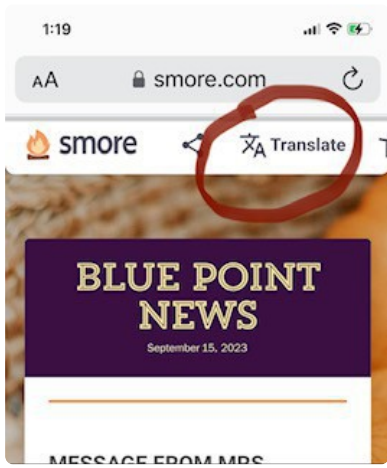 1:19
AA smore.com
smore Translate
BLUE POINT
NEWS
September 15, 2023
MESSAGE FROM MRS